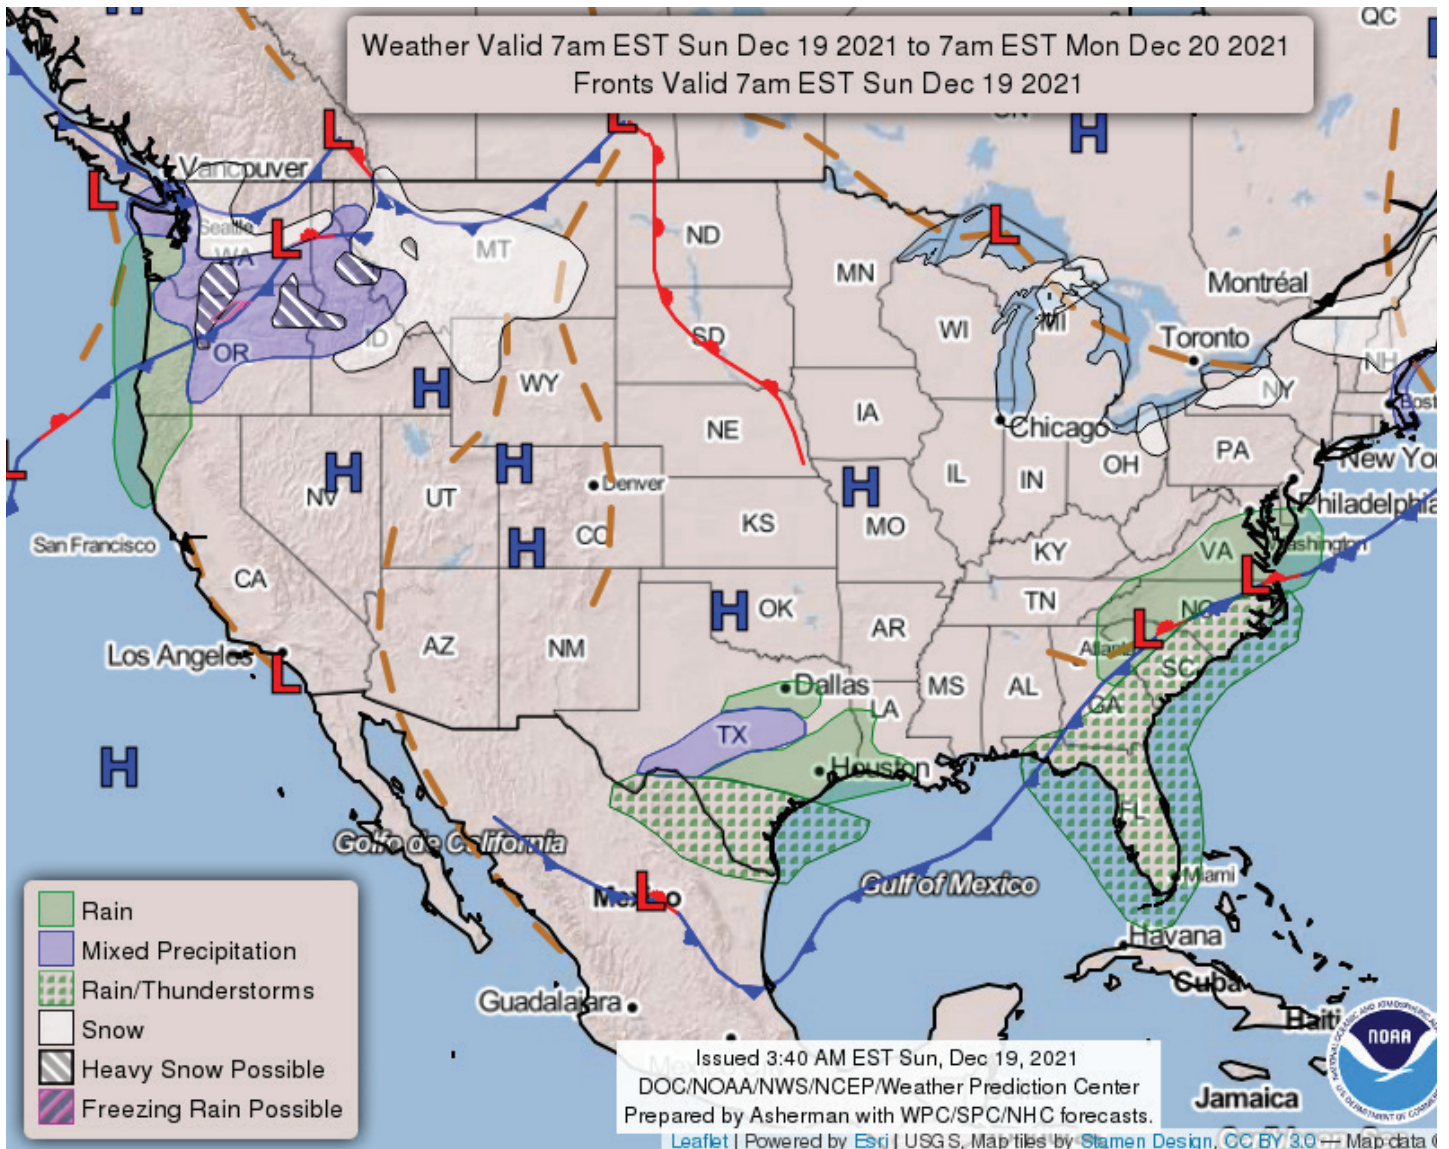 QC
Weather Valid 7am EST Sun Dec 19 2021 to 7am EST Mon Dec 20 2021
Fronts Valid 7am EST Sun Dec 19 2021
ON
H
L
L
H
Vancouver
L
Seattle
WA
L
MT
ND
MN
L
Montréal
OR
ID
WY
SD
WI
MI
Toronto
NH
NY
Bost
H
NE
IA
Chicago
PA
New Yo
L
H
NV
UT
H
Denver
KS
H
MO
IL
IN
OH
Philadelphia
San Francisco
CA
H
CO
KY
VA
Washington
L
AZ
NM
H
OK
AR
TN
NC
L
Atlanta
SC
Los Angeles
L
Dallas
LA
MS
AL
GA
H
TX
Houston
FL
Golfo de California
Gulf of Mexico
Miami
Mexico
L
Havana
Cuba
Guadalajara
Haiti
Jamaica
Mexico City
Rain
Mixed Precipitation
Rain/Thunderstorms
Snow
Heavy Snow Possible
Freezing Rain Possible
Issued 3:40 AM EST Sun, Dec 19, 2021
DOC/NOAA/NWS/NCEP/Weather Prediction Center
Prepared by Asherman with WPC/SPC/NHC forecasts.
NOAA
Leaflet | Powered by Esri | USGS, Map tiles by Stamen Design, CC BY 3.0 — Map data ©